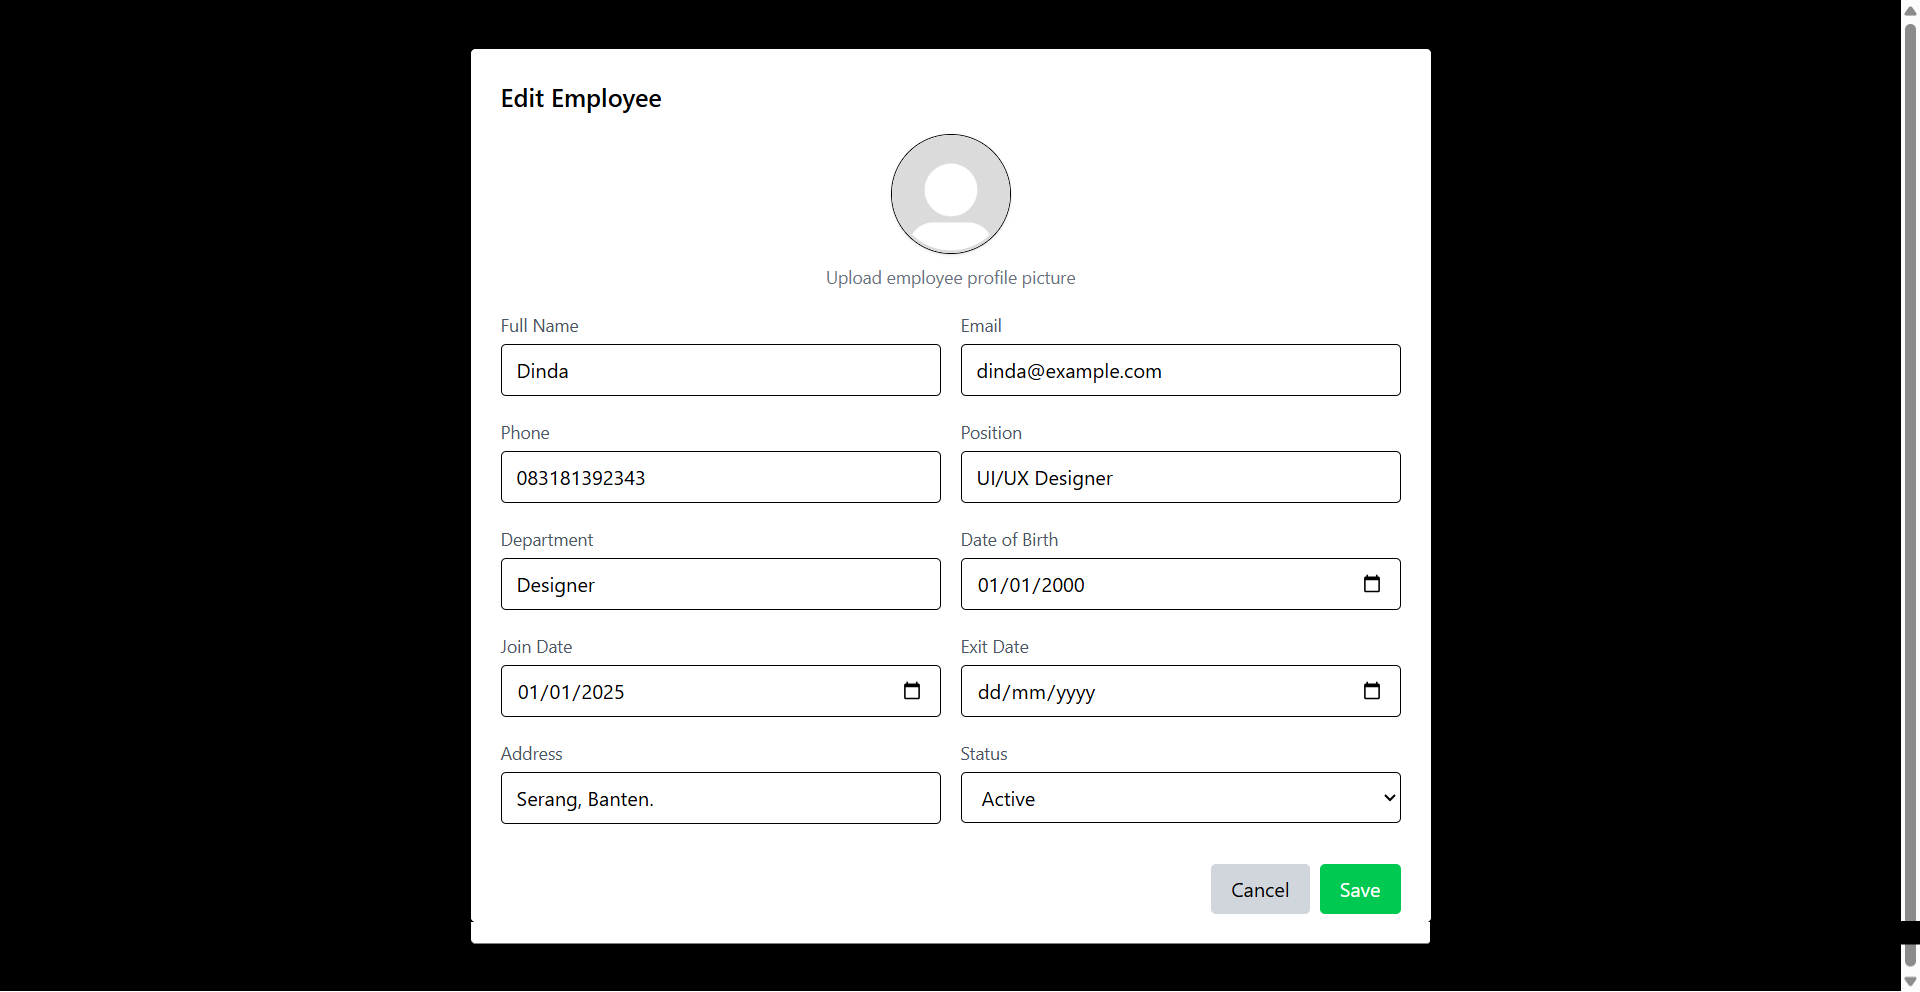 Edit Employee
Upload employee profile picture
Full Name
Email
Dinda
dinda@example.com
Phone
Position
083181392343
UI/UX Designer
Department
Date of Birth
Designer
01/01/2000
Join Date
Exit Date
01/01/2025
dd/mm/yyyy
Address
Status
Serang, Banten.
Active
Cancel
Save